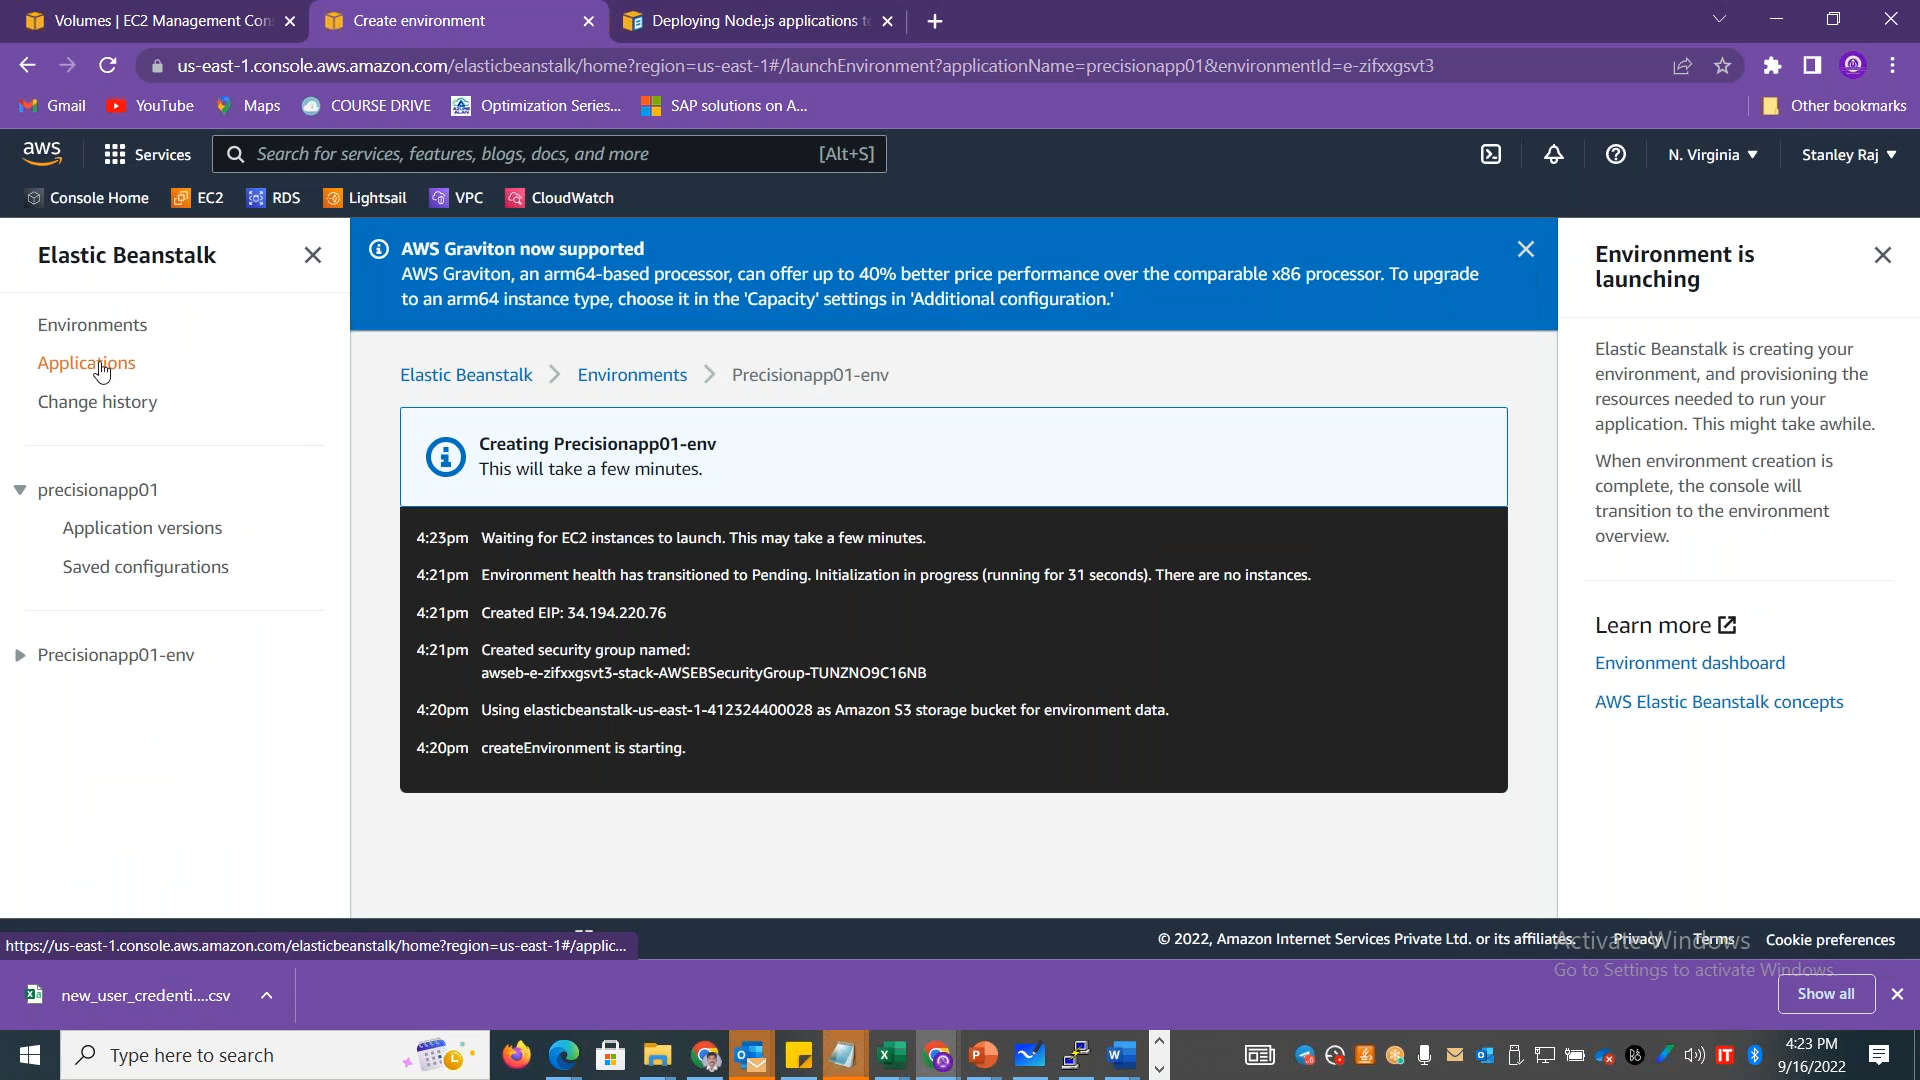 Volumes | EC2 Management Con
Create environment
Deploying Node.js applications to
us-east-1.console.aws.amazon.com/elasticbeanstalk/home?region=us-east-1#/launchEnvironment?applicationName=precisionapp01&environmentId=e-zifxxgsvt3
Gmail
YouTube
Maps
COURSE DRIVE
Optimization Series...
SAP solutions on A...
Other bookmarks
aws
Services
Search for services, features, blogs, docs, and more
[Alt+S]
N. Virginia
Stanley Raj
Console Home
EC2
RDS
Lightsail
VPC
CloudWatch
Elastic Beanstalk
Environments
Applications
Change history
precisionapp01
Application versions
Saved configurations
Precisionapp01-env
AWS Graviton now supported
AWS Graviton, an arm64-based processor, can offer up to 40% better price performance over the comparable x86 processor. To upgrade
to an arm64 instance type, choose it in the 'Capacity' settings in 'Additional configuration.'
Elastic Beanstalk
Environments
Precisionapp01-env
Creating Precisionapp01-env
This will take a few minutes.
4:23pm Waiting for EC2 instances to launch. This may take a few minutes.
4:21pm Environment health has transitioned to Pending. Initialization in progress (running for 31 seconds). There are no instances.
4:21pm Created EIP: 34.194.220.76
4:21pm Created security group named:
awseb-e-zifxxgsvt3-stack-AWSEBSecurityGroup-TUNZNO9C16NB
4:20pm Using elasticbeanstalk-us-east-1-412324400028 as Amazon S3 storage bucket for environment data.
4:20pm createEnvironment is starting.
Environment is
launching
Elastic Beanstalk is creating your
environment, and provisioning the
resources needed to run your
application. This might take awhile.
When environment creation is
complete, the console will
transition to the environment
overview.
Learn more
Environment dashboard
AWS Elastic Beanstalk concepts
https://us-east-1.console.aws.amazon.com/elasticbeanstalk/home?region=us-east-1#/applic...
© 2022, Amazon Internet Services Private Ltd. or its affiliates.
Privacy
Terms
Cookie preferences
Activate Windows
Go to Settings to activate Windows.
new_user_credenti....csv
Show all
Type here to search
4:23 PM
9/16/2022